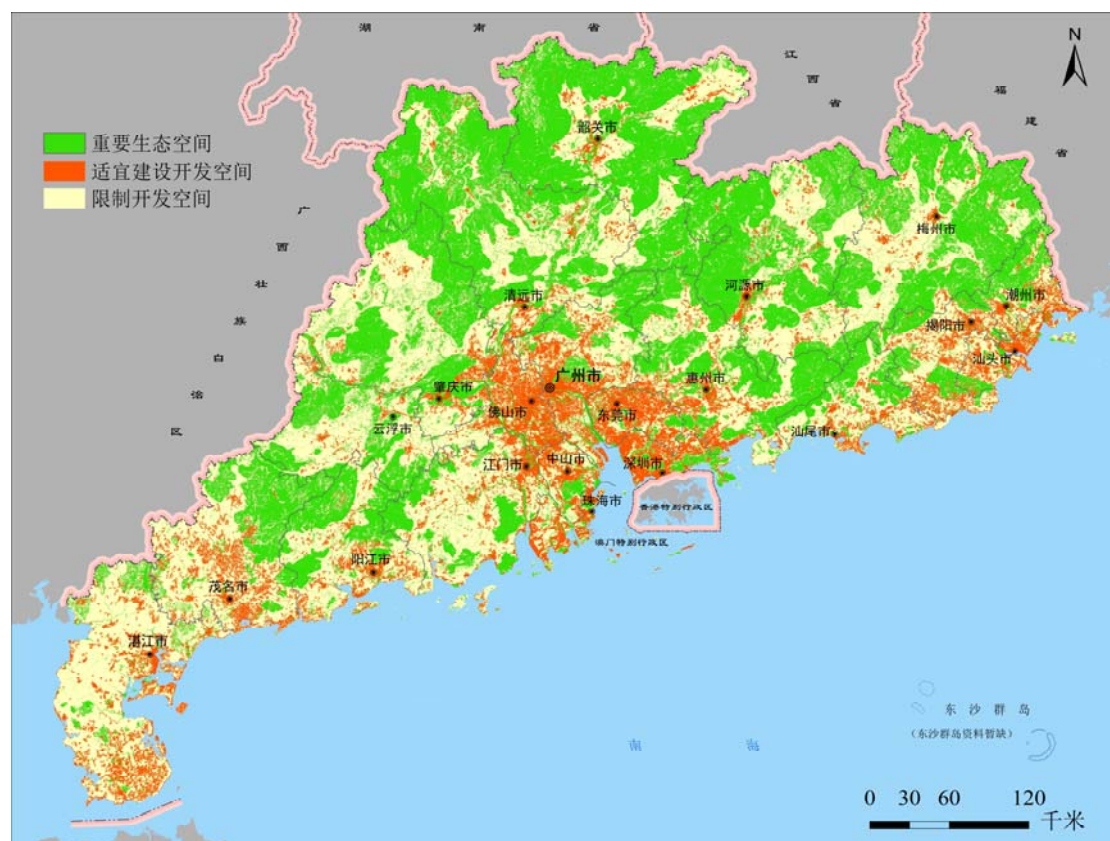 湖南省
江西省
福建省
广西壮族自治区
N
重要生态空间
适宜建设开发空间
限制开发空间
韶关市
梅州市
清远市
河源市
潮州市
揭阳市
汕头市
广州市
肇庆市
惠州市
佛山市
东莞市
云浮市
汕尾市
江门市
中山市
深圳市
珠海市
香港特别行政区
澳门特别行政区
阳江市
茂名市
湛江市
东沙群岛
(东沙群岛资料暂缺)
南海
0 30 60 120
千米